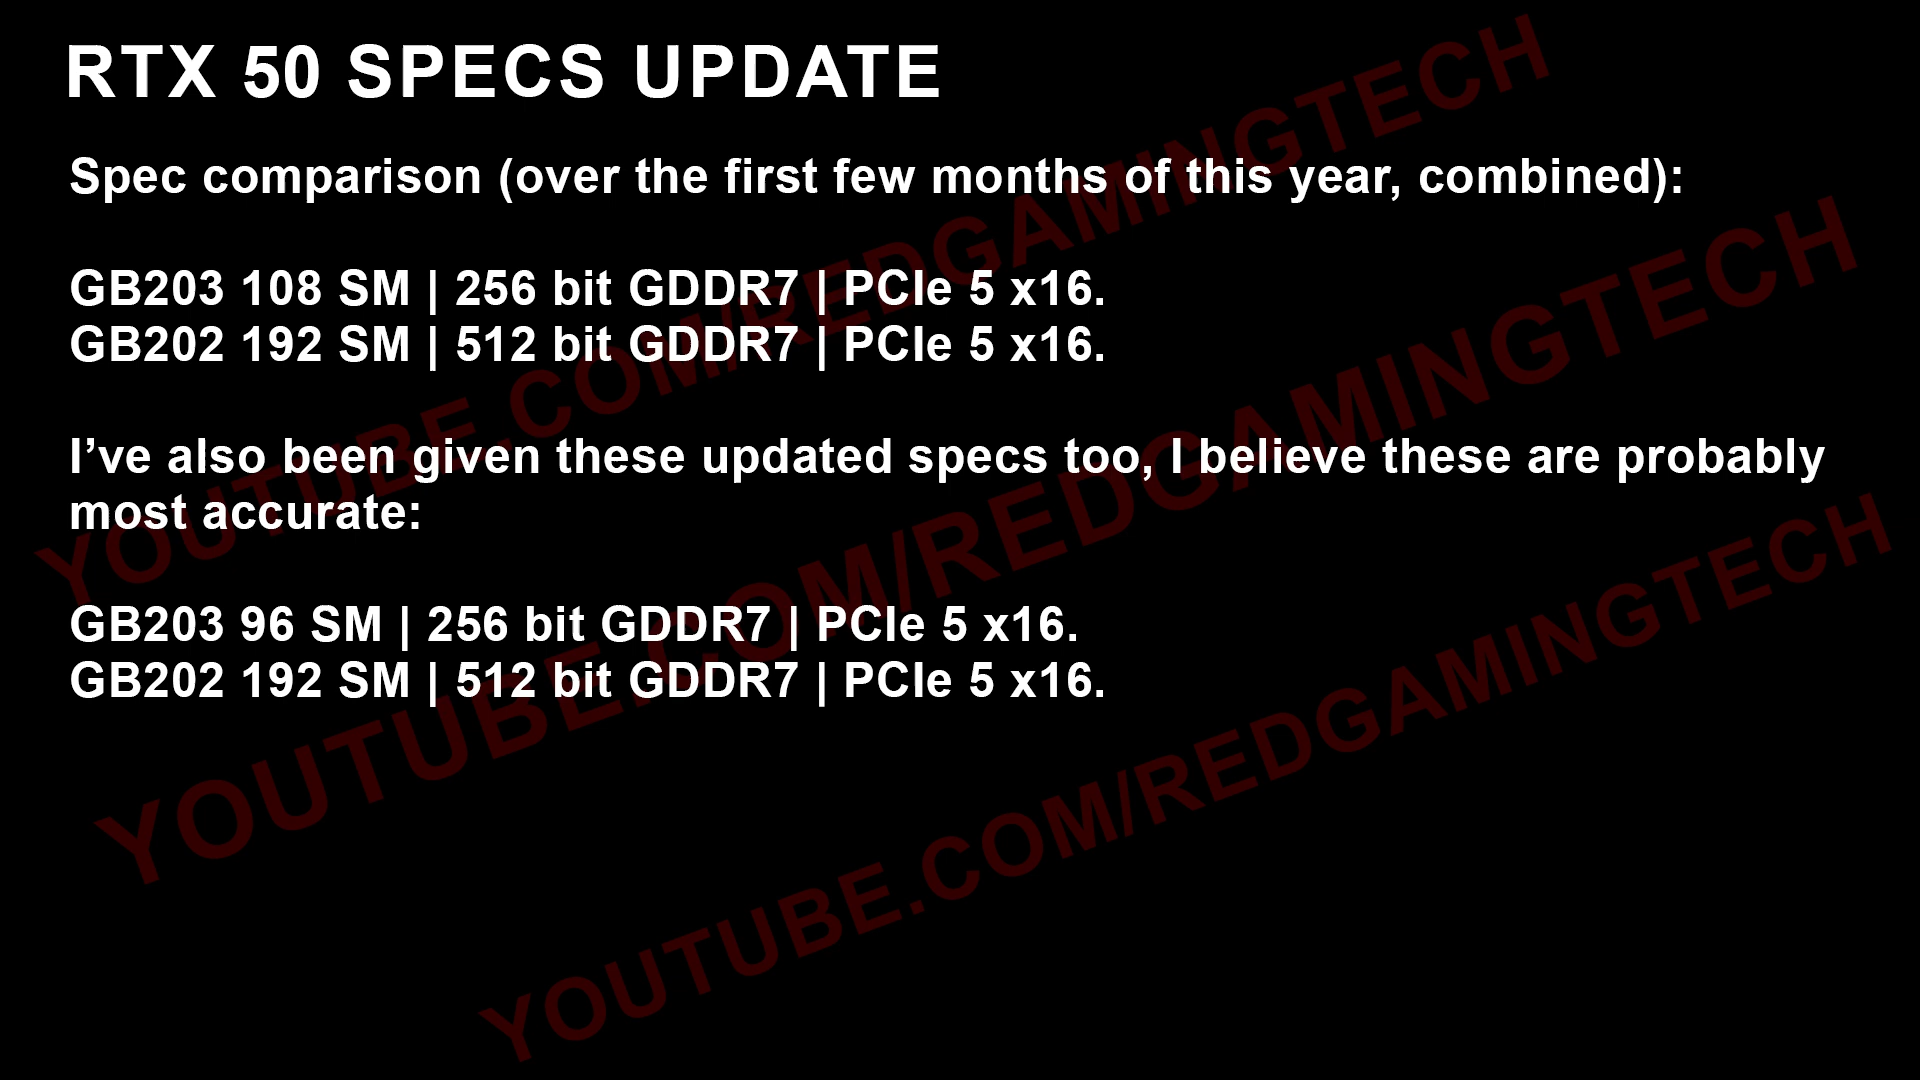 RTX 50 SPECS UPDATE
Spec comparison (over the first few months of this year, combined):
GB203 108 SM | 256 bit GDDR7 | PCIe 5 x16.
GB202 192 SM | 512 bit GDDR7 | PCIe 5 x16.
I’ve also been given these updated specs too, I believe these are probably
most accurate:
GB203 96 SM | 256 bit GDDR7 | PCIe 5 x16.
GB202 192 SM | 512 bit GDDR7 | PCIe 5 x16.
YOUTUBE.COM/REDGAMINGTECH
YOUTUBE.COM/REDGAMINGTECH
YOUTUBE.COM/REDGAMINGTECH